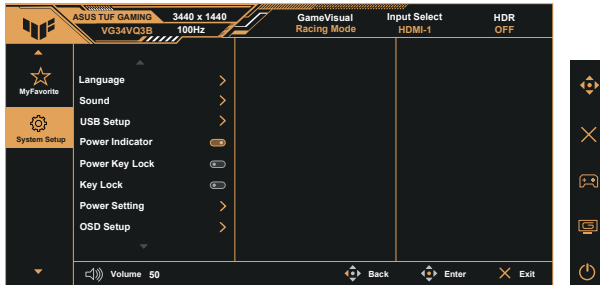 ASUS TUF GAMING 3440 x 1440 GameVisual Input Select HDR
VG34VQ3B 100Hz Racing Mode HDMI-1 OFF
MyFavorite
System Setup
Language
Sound
USB Setup
Power Indicator
Power Key Lock
Key Lock
Power Setting
OSD Setup
Volume 50 Back Enter Exit